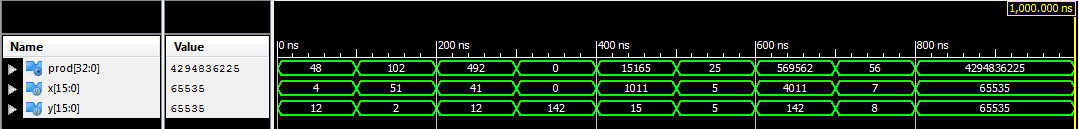 1,000.000 ns
Name Value 0 ns 200 ns 400 ns 600 ns 800 ns
prod[32:0] 4294836225 48 102 492 0 15165 25 569562 56 4294836225
x[15:0] 65535 4 51 41 0 1011 5 4011 7 65535
y[15:0] 65535 12 2 12 142 15 5 142 8 65535